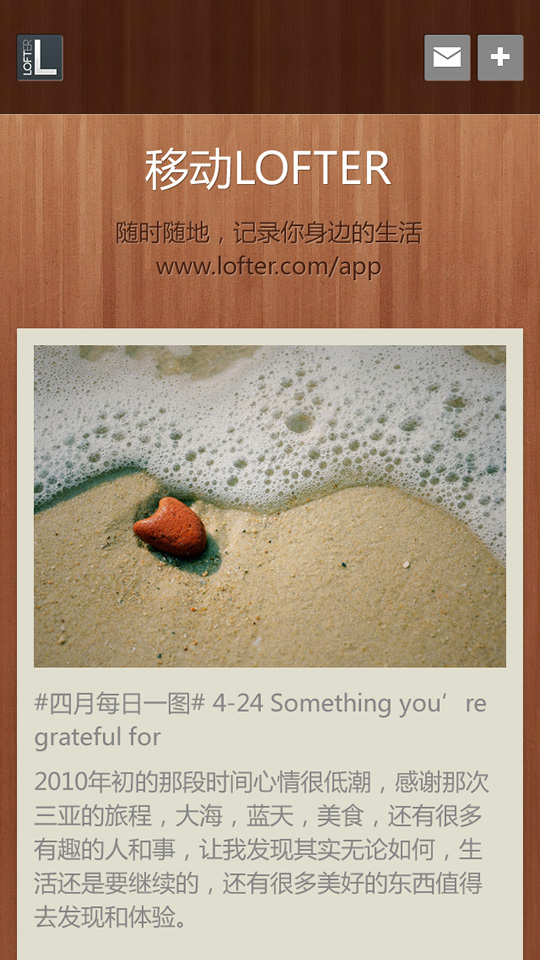 LOFTER
移动LOFTER
随时随地，记录你身边的生活
www.lofter.com/app
#四月每日一图# 4-24 Something you’re
grateful for
2010年初的那段时间心情很低潮，感谢那次
三亚的旅程，大海，蓝天，美食，还有很多
有趣的人和事，让我发现其实无论如何，生
活还是要继续的，还有很多美好的东西值得
去发现和体验。